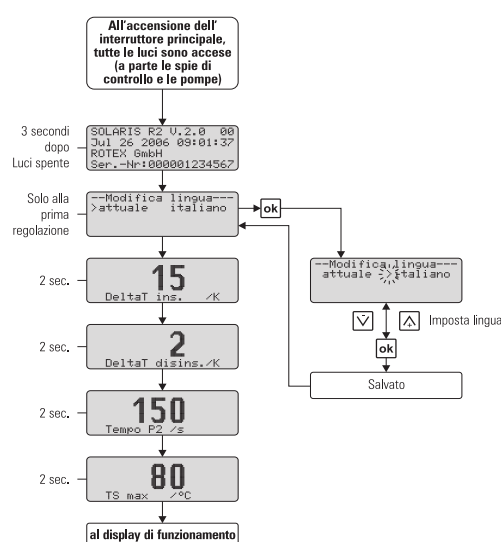 All'accensione dell'
interruttore principale,
tutte le luci sono accese
(a parte le spie di
controllo e le pompe)
3 secondi
dopo
Luci spente
SOLARIS R2 V.2.0 00
Jul 26 2006 09:01:37
ROTEX GmbH
Ser.-Nr:000001234567
Solo alla
prima
regolazione
--Modifica lingua---
>attuale italiano
ok
--Modifica lingua---
attuale >italiano
Imposta lingua
ok
Salvato
2 sec.
15
DeltaT ins. /K
2 sec.
2
DeltaT disins./K
2 sec.
150
Tempo P2 /s
2 sec.
80
TS max /°C
al display di funzionamento